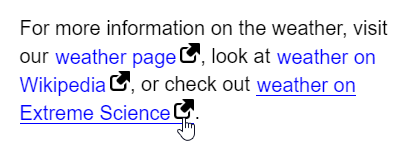 For more information on the weather, visit
our weather page, look at weather on
Wikipedia, or check out weather on
Extreme Science.